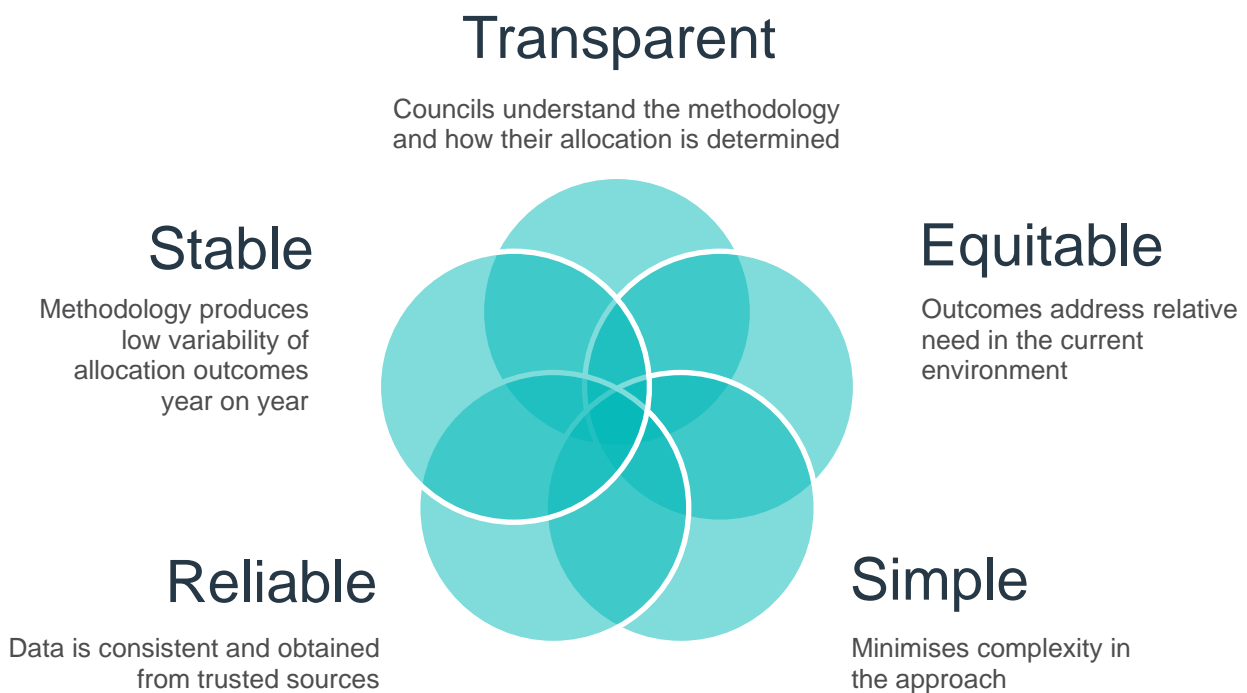 Transparent
Councils understand the methodology
and how their allocation is determined
Stable
Methodology produces
low variability of
allocation outcomes
year on year
Equitable
Outcomes address relative
need in the current
environment
Reliable
Data is consistent and obtained
from trusted sources
Simple
Minimises complexity in
the approach